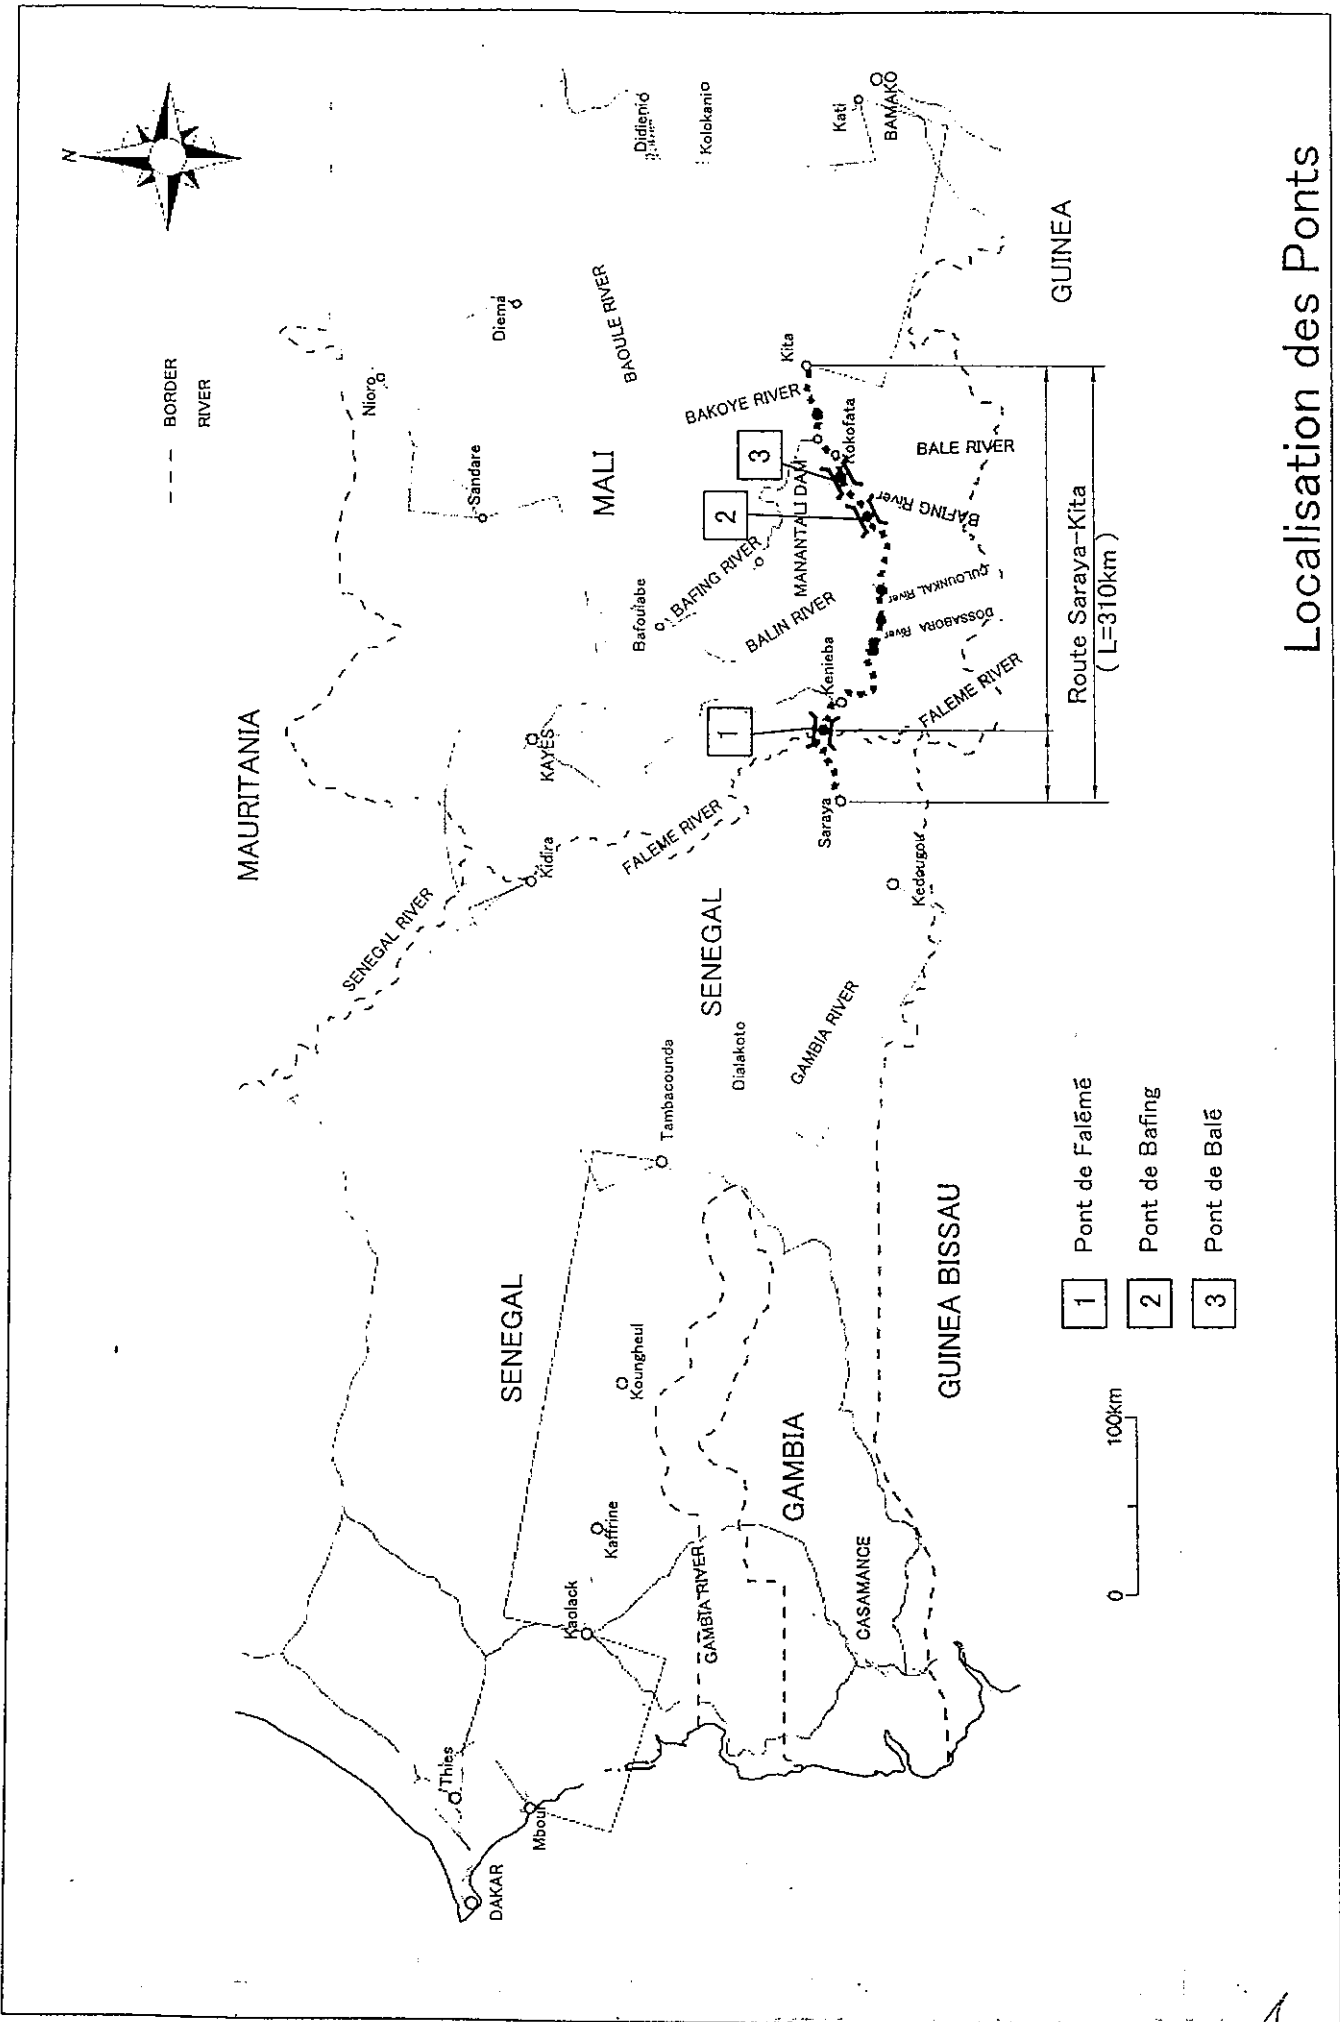 N
BORDER
RIVER
MAURITANIA
SENEGAL RIVER
Nioro
Diema
Didieni
Kolokani
Kati
BAMAKO
Sandare
MALI
BAOULE RIVER
KAYES
Kidira
Bafoulabe
BAFING RIVER
BAKOYE RIVER
Kita
FALEME RIVER
BALIN RIVER
MANANTALI DAM
Kokofata
1
2
3
Kenieba
Saraya
BAFING River
BALE RIVER
DOSSABORA River
FALEME RIVER
GUINEA
Kedougou
Route Saraya-Kita
( L=310km )
SENEGAL
Tambacounda
Dialakoto
GAMBIA RIVER
SENEGAL
Koungheul
Kaffrine
Kaolack
Thies
Mbour
DAKAR
GAMBIA RIVER
GAMBIA
CASAMANCE
GUINEA BISSAU
0
100km
1 Pont de Falémé
2 Pont de Bafing
3 Pont de Balé
Localisation des Ponts